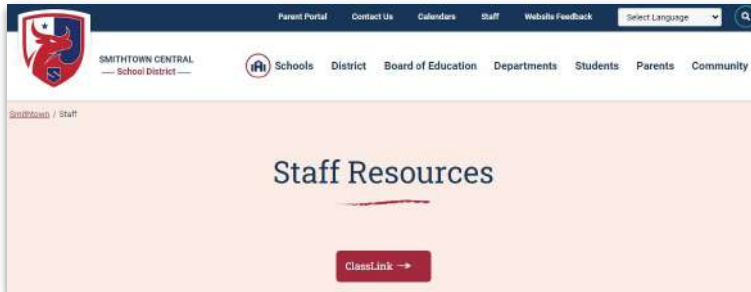 Parent Portal Contact Us Calendars Staff Website Feedback Select Language
SMITHTOWN CENTRAL
School District
Schools District Board of Education Departments Students Parents Community
Smithtown / Staff
Staff Resources
ClassLink →